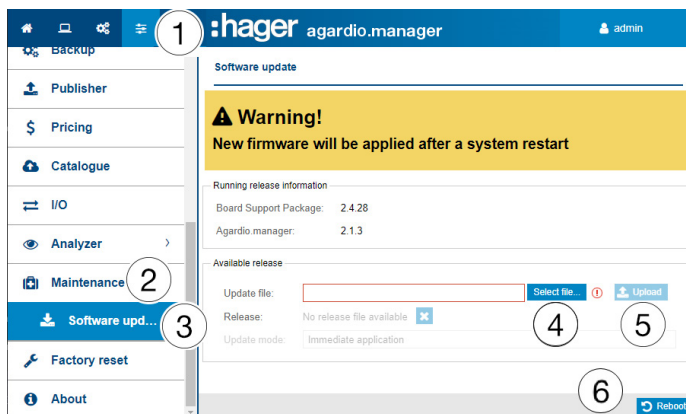 1
:hager agardio.manager
admin
Backup
Publisher
$ Pricing
Catalogue
I/O
Analyzer
Maintenance
2
Software upd...
3
Factory reset
About
Software update
Warning!
New firmware will be applied after a system restart
Running release information
Board Support Package: 2.4.28
Agardio.manager: 2.1.3
Available release
Update file: Select file... Upload
Release: No release file available
4
5
Update mode: Immediate application
6
Reboot